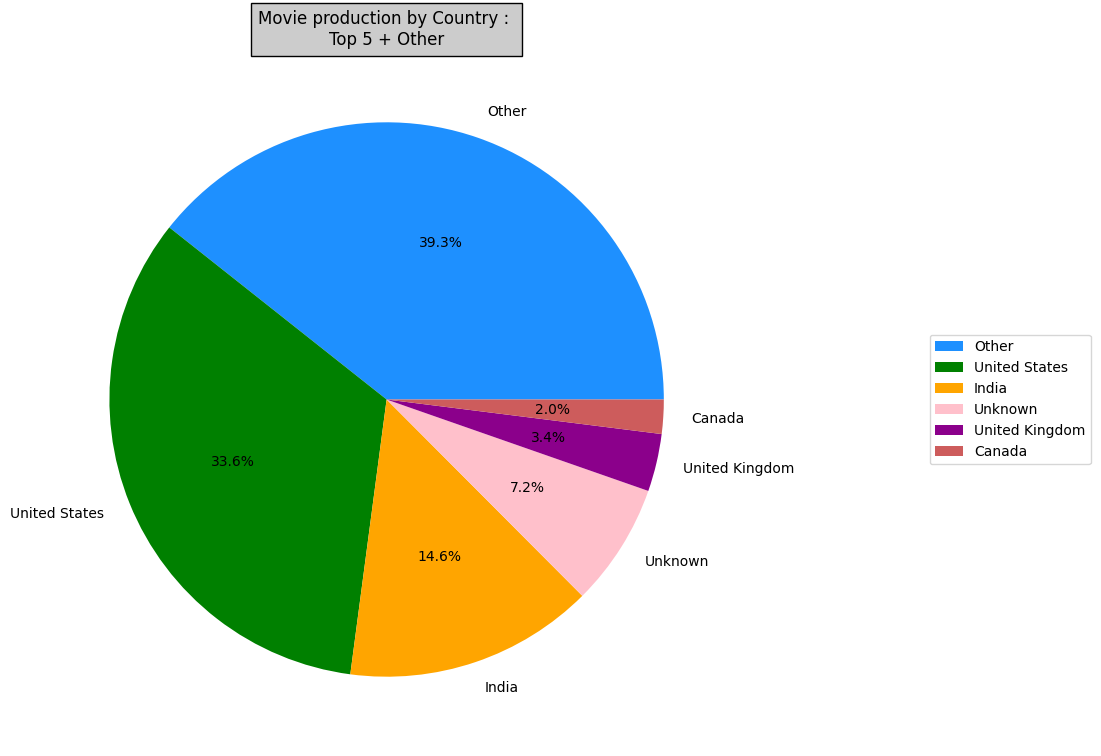 Movie production by Country :
Top 5 + Other
Other
39.3%
33.6%
United States
14.6%
India
7.2%
Unknown
3.4%
United Kingdom
2.0%
Canada
Other
United States
India
Unknown
United Kingdom
Canada